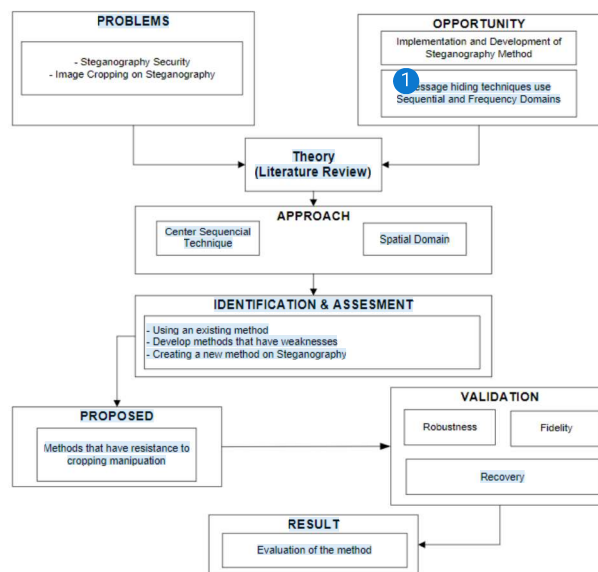 PROBLEMS
- Steganography Security
- Image Cropping on Steganography
OPPORTUNITY
Implementation and Development of
Steganography Method
1
hiding techniques use
Sequential and Frequency Domains
Theory
(Literature Review)
APPROACH
Center Sequencial
Technique
Spatial Domain
IDENTIFICATION & ASSESMENT
- Using an existing method
- Develop methods that have weaknesses
- Creating a new method on Steganography
PROPOSED
Methods that have resistance to
cropping manipuation
VALIDATION
Robustness
Fidelity
Recovery
RESULT
Evaluation of the method